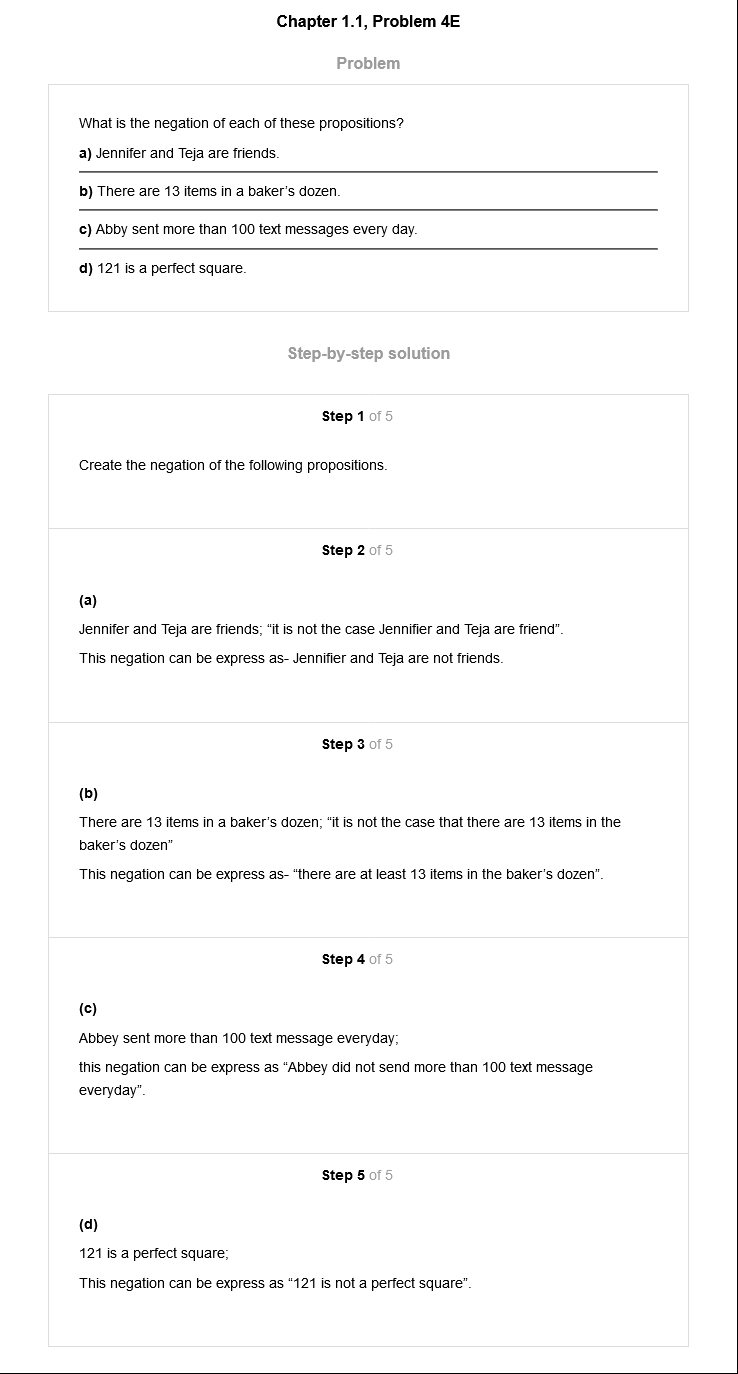 Chapter 1.1, Problem 4E
Problem
What is the negation of each of these propositions?
a) Jennifer and Teja are friends.
b) There are 13 items in a baker’s dozen.
c) Abby sent more than 100 text messages every day.
d) 121 is a perfect square.
Step-by-step solution
Step 1 of 5
Create the negation of the following propositions.
Step 2 of 5
(a)
Jennifer and Teja are friends; “it is not the case Jennifier and Teja are friend”.
This negation can be express as- Jennifier and Teja are not friends.
Step 3 of 5
(b)
There are 13 items in a baker’s dozen; “it is not the case that there are 13 items in the
baker’s dozen”
This negation can be express as- “there are at least 13 items in the baker’s dozen”.
Step 4 of 5
(c)
Abbey sent more than 100 text message everyday;
this negation can be express as “Abbey did not send more than 100 text message
everyday”.
Step 5 of 5
(d)
121 is a perfect square;
This negation can be express as “121 is not a perfect square”.